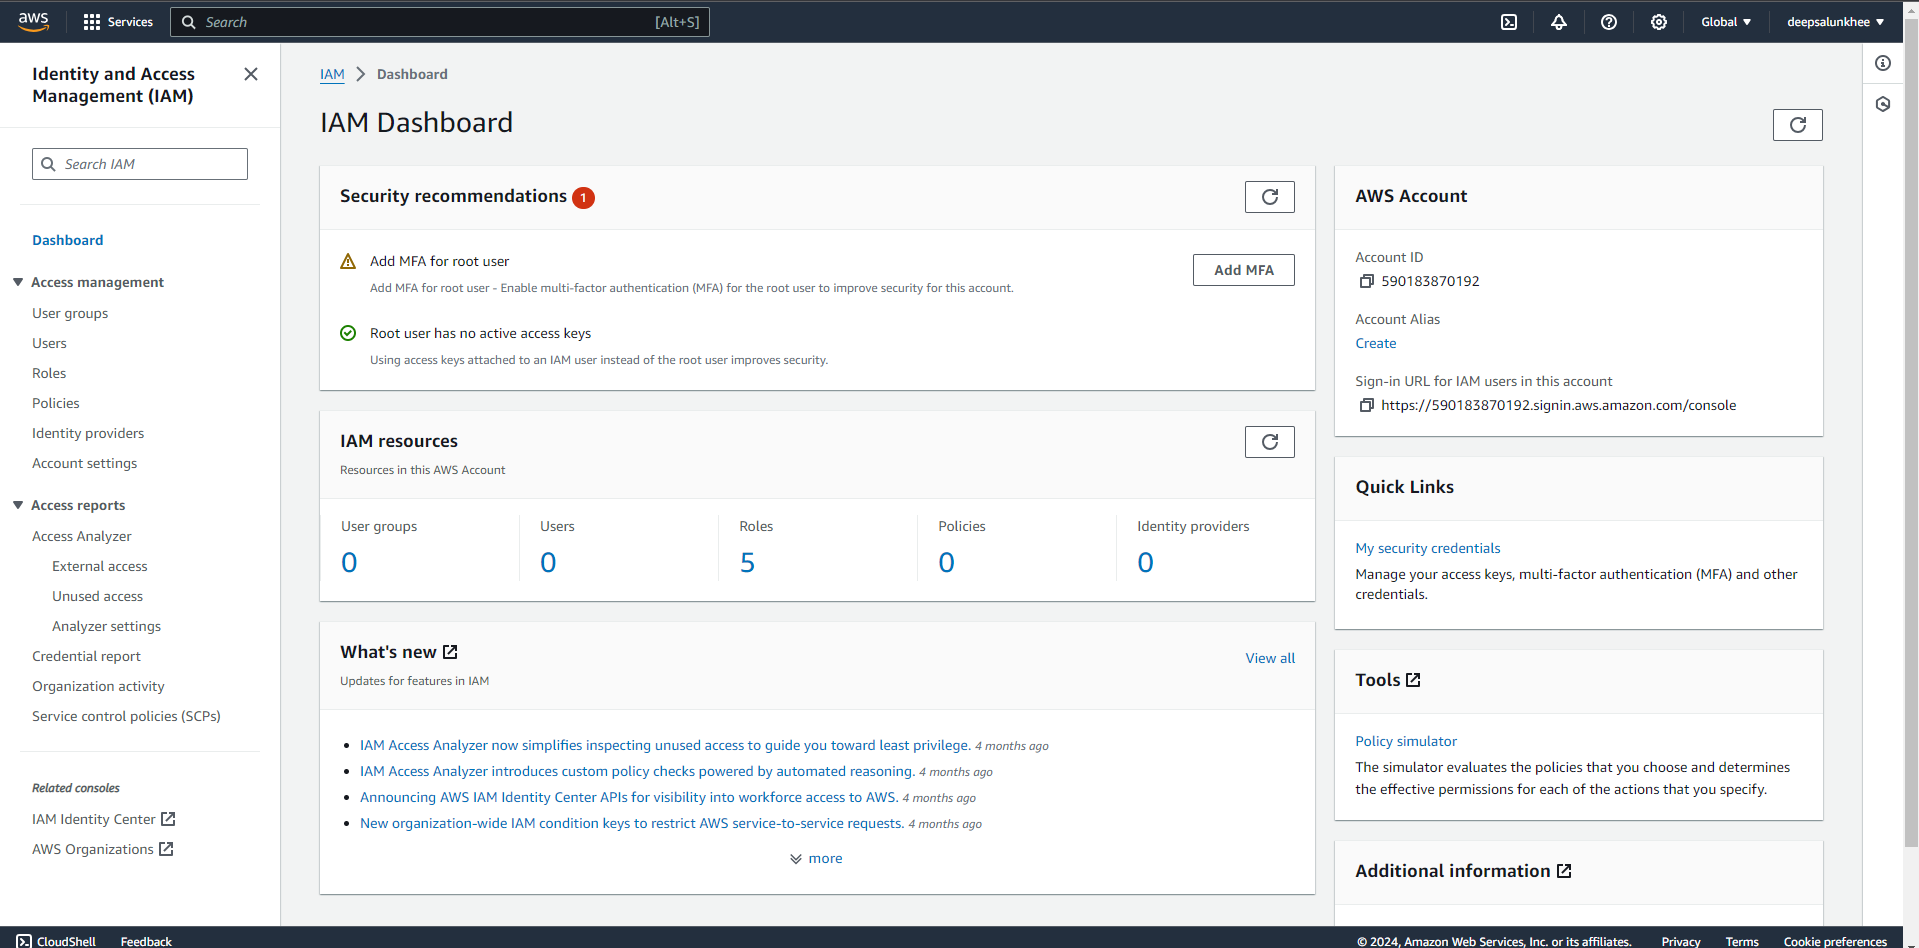 aws
Services
Search
[Alt+S]
Global
deepsalunkhee
Identity and Access
Management (IAM)
Search IAM
Dashboard
Access management
User groups
Users
Roles
Policies
Identity providers
Account settings
Access reports
Access Analyzer
External access
Unused access
Analyzer settings
Credential report
Organization activity
Service control policies (SCPs)
Related consoles
IAM Identity Center
AWS Organizations
IAM
Dashboard
IAM Dashboard
Security recommendations
1
Add MFA for root user
Add MFA for root user - Enable multi-factor authentication (MFA) for the root user to improve security for this account.
Add MFA
Root user has no active access keys
Using access keys attached to an IAM user instead of the root user improves security.
IAM resources
Resources in this AWS Account
User groups
0
Users
0
Roles
5
Policies
0
Identity providers
0
What's new
View all
Updates for features in IAM
IAM Access Analyzer now simplifies inspecting unused access to guide you toward least privilege. 4 months ago
IAM Access Analyzer introduces custom policy checks powered by automated reasoning. 4 months ago
Announcing AWS IAM Identity Center APIs for visibility into workforce access to AWS. 4 months ago
New organization-wide IAM condition keys to restrict AWS service-to-service requests. 4 months ago
more
AWS Account
Account ID
590183870192
Account Alias
Create
Sign-in URL for IAM users in this account
https://590183870192.signin.aws.amazon.com/console
Quick Links
My security credentials
Manage your access keys, multi-factor authentication (MFA) and other
credentials.
Tools
Policy simulator
The simulator evaluates the policies that you choose and determines
the effective permissions for each of the actions that you specify.
Additional information
CloudShell
Feedback
© 2024, Amazon Web Services, Inc. or its affiliates.
Privacy
Terms
Cookie preferences